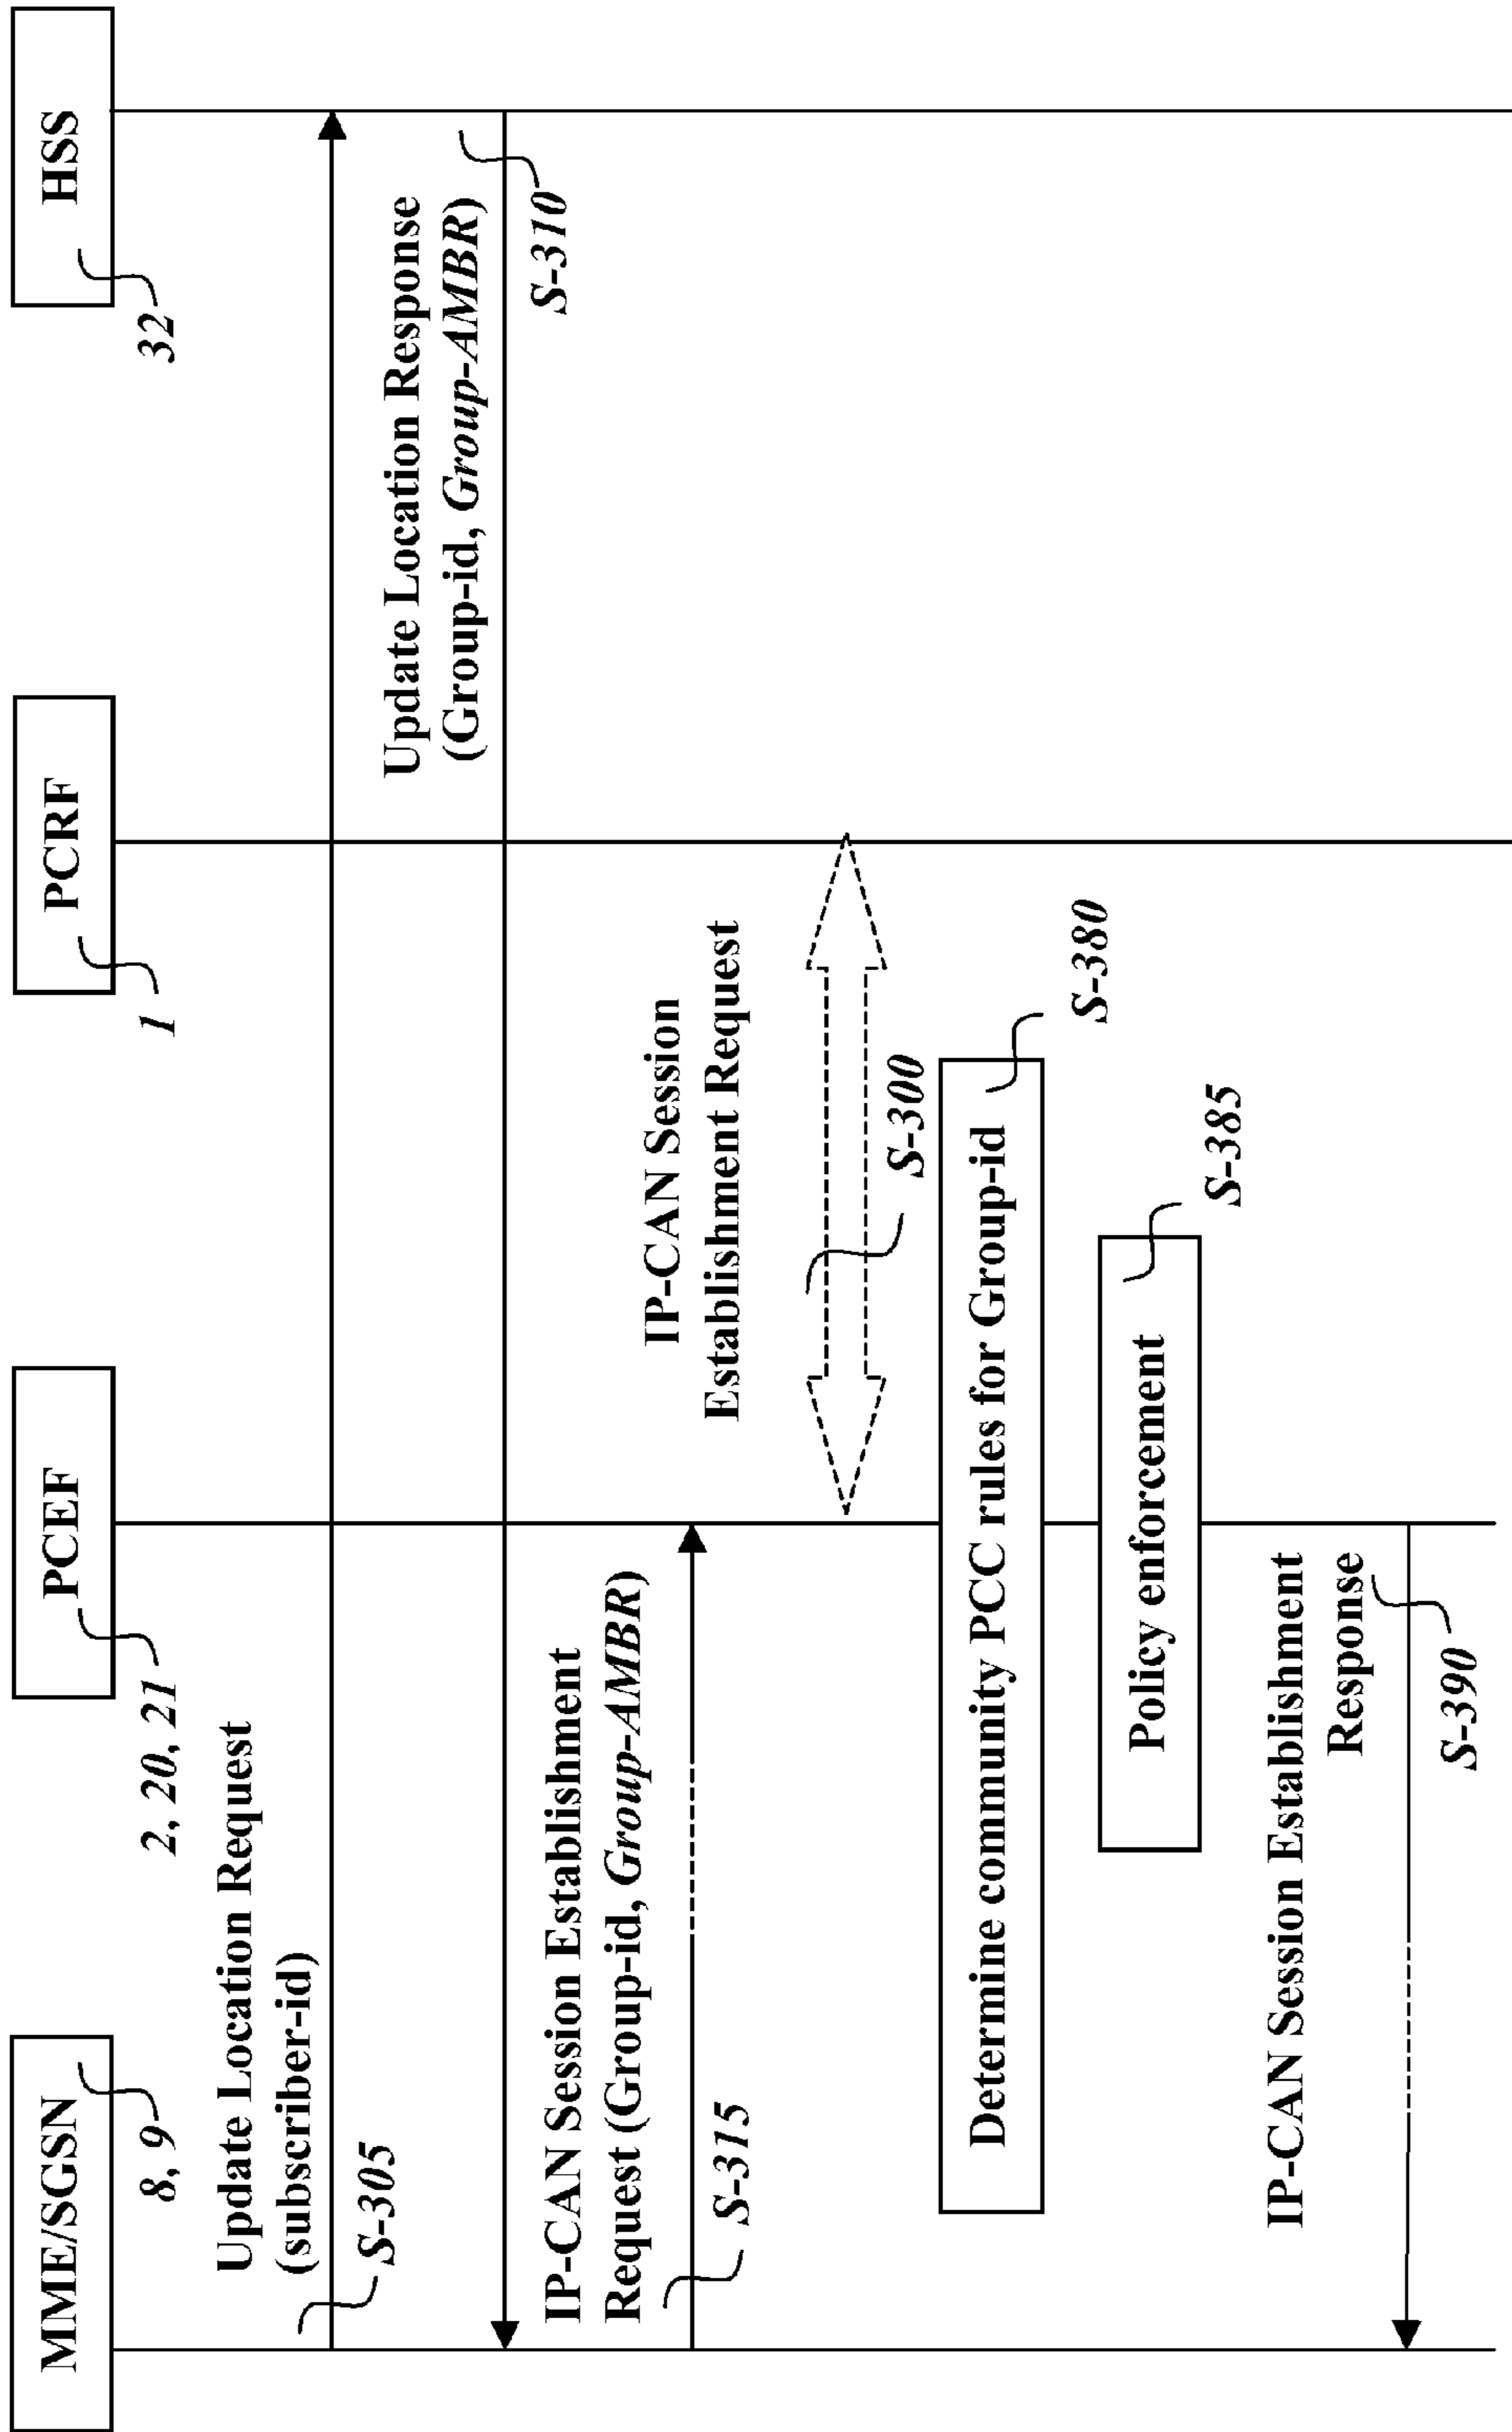 MME/SGSN
8, 9
PCEF
2, 20, 21
PCRF
1
HSS
32
Update Location Request
(subscriber-id)
S-305
Update Location Response
(Group-id, Group-AMBR)
S-310
IP-CAN Session Establishment
Request (Group-id, Group-AMBR)
S-315
IP-CAN Session
Establishment Request
S-300
Determine community PCC rules for Group-id
S-380
Policy enforcement
S-385
IP-CAN Session Establishment
Response
S-390